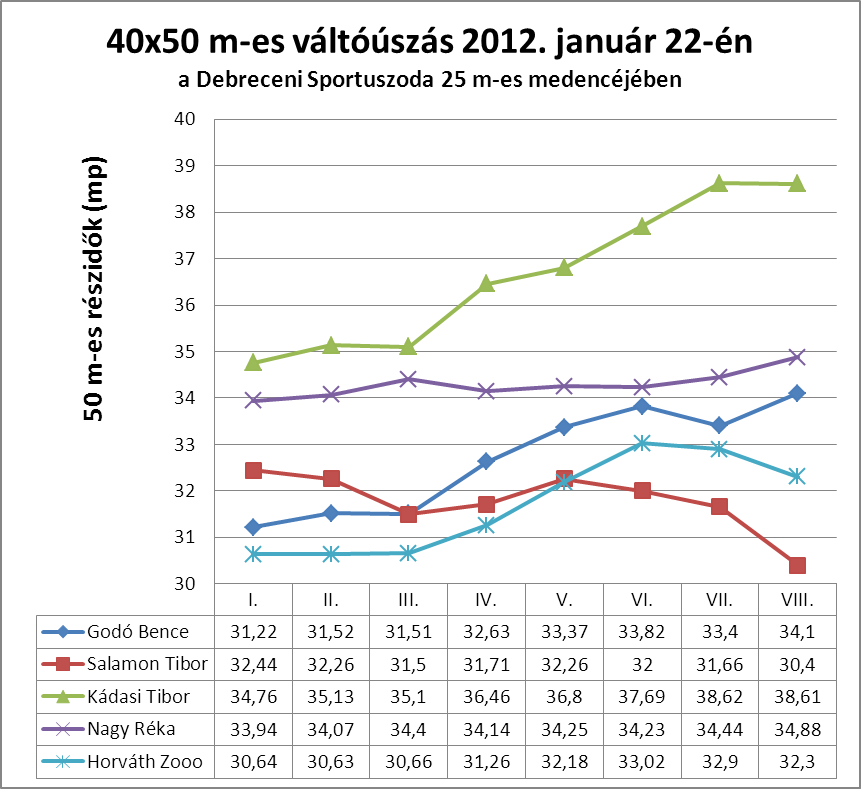 40x50 m-es váltóúszás 2012. január 22-én
a Debreceni Sportuszoda 25 m-es medencéjében
50 m-es részidők (mp)
40
39
38
37
36
35
34
33
32
31
30
I. II. III. IV. V. VI. VII. VIII.
Godó Bence 31,22 31,52 31,51 32,63 33,37 33,82 33,4 34,1
Salamon Tibor 32,44 32,26 31,5 31,71 32,26 32 31,66 30,4
Kádasi Tibor 34,76 35,13 35,1 36,46 36,8 37,69 38,62 38,61
Nagy Réka 33,94 34,07 34,4 34,14 34,25 34,23 34,44 34,88
Horváth Zooo 30,64 30,63 30,66 31,26 32,18 33,02 32,9 32,3